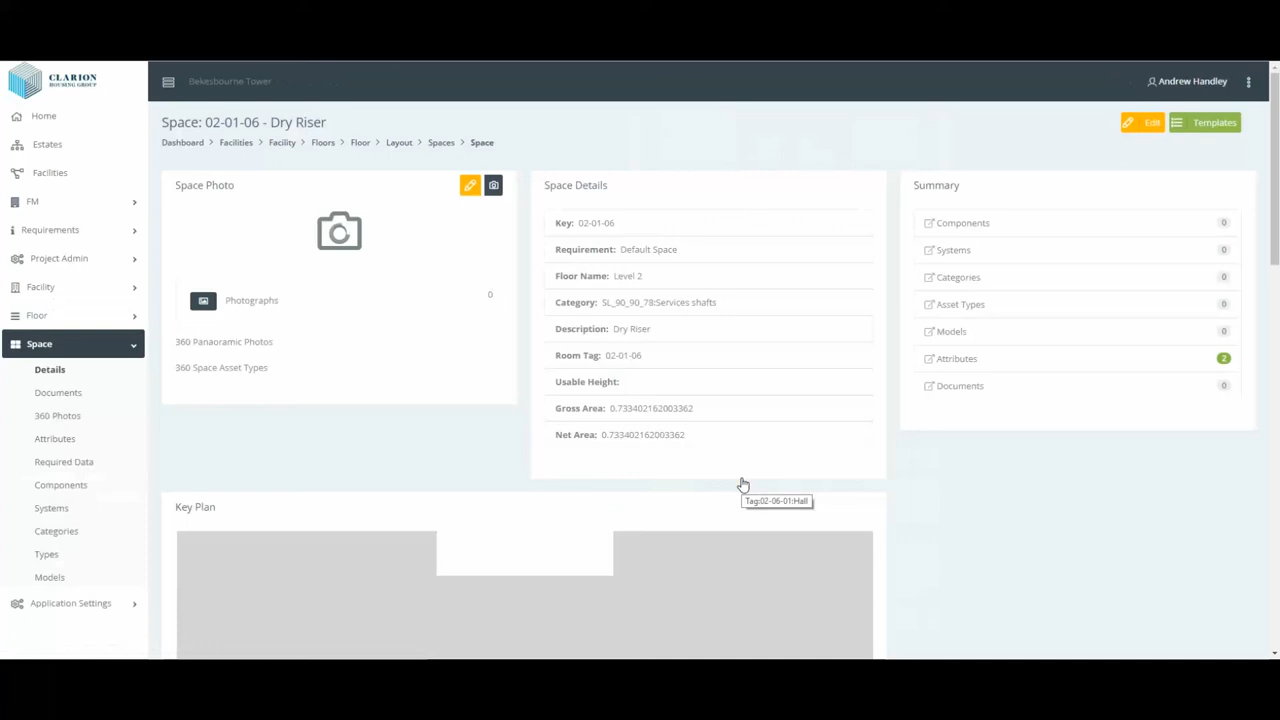 CLARION
HOUSING GROUP
Bekesbourne Tower
Andrew Handley
Home
Estates
Facilities
FM
Requirements
Project Admin
Facility
Floor
Space
Details
Documents
360 Photos
Attributes
Required Data
Components
Systems
Categories
Types
Models
Application Settings
Space: 02-01-06 - Dry Riser
Edit
Templates
Dashboard > Facilities > Facility > Floors > Floor > Layout > Spaces > Space
Space Photo
Photographs 0
360 Panaoramic Photos
360 Space Asset Types
Space Details
Key: 02-01-06
Requirement: Default Space
Floor Name: Level 2
Category: SL_90_90_78:Services shafts
Description: Dry Riser
Room Tag: 02-01-06
Usable Height:
Gross Area: 0.733402162003362
Net Area: 0.733402162003362
Tag:02-06-01:Hall
Summary
Components 0
Systems 0
Categories 0
Asset Types 0
Models 0
Attributes 2
Documents 0
Key Plan